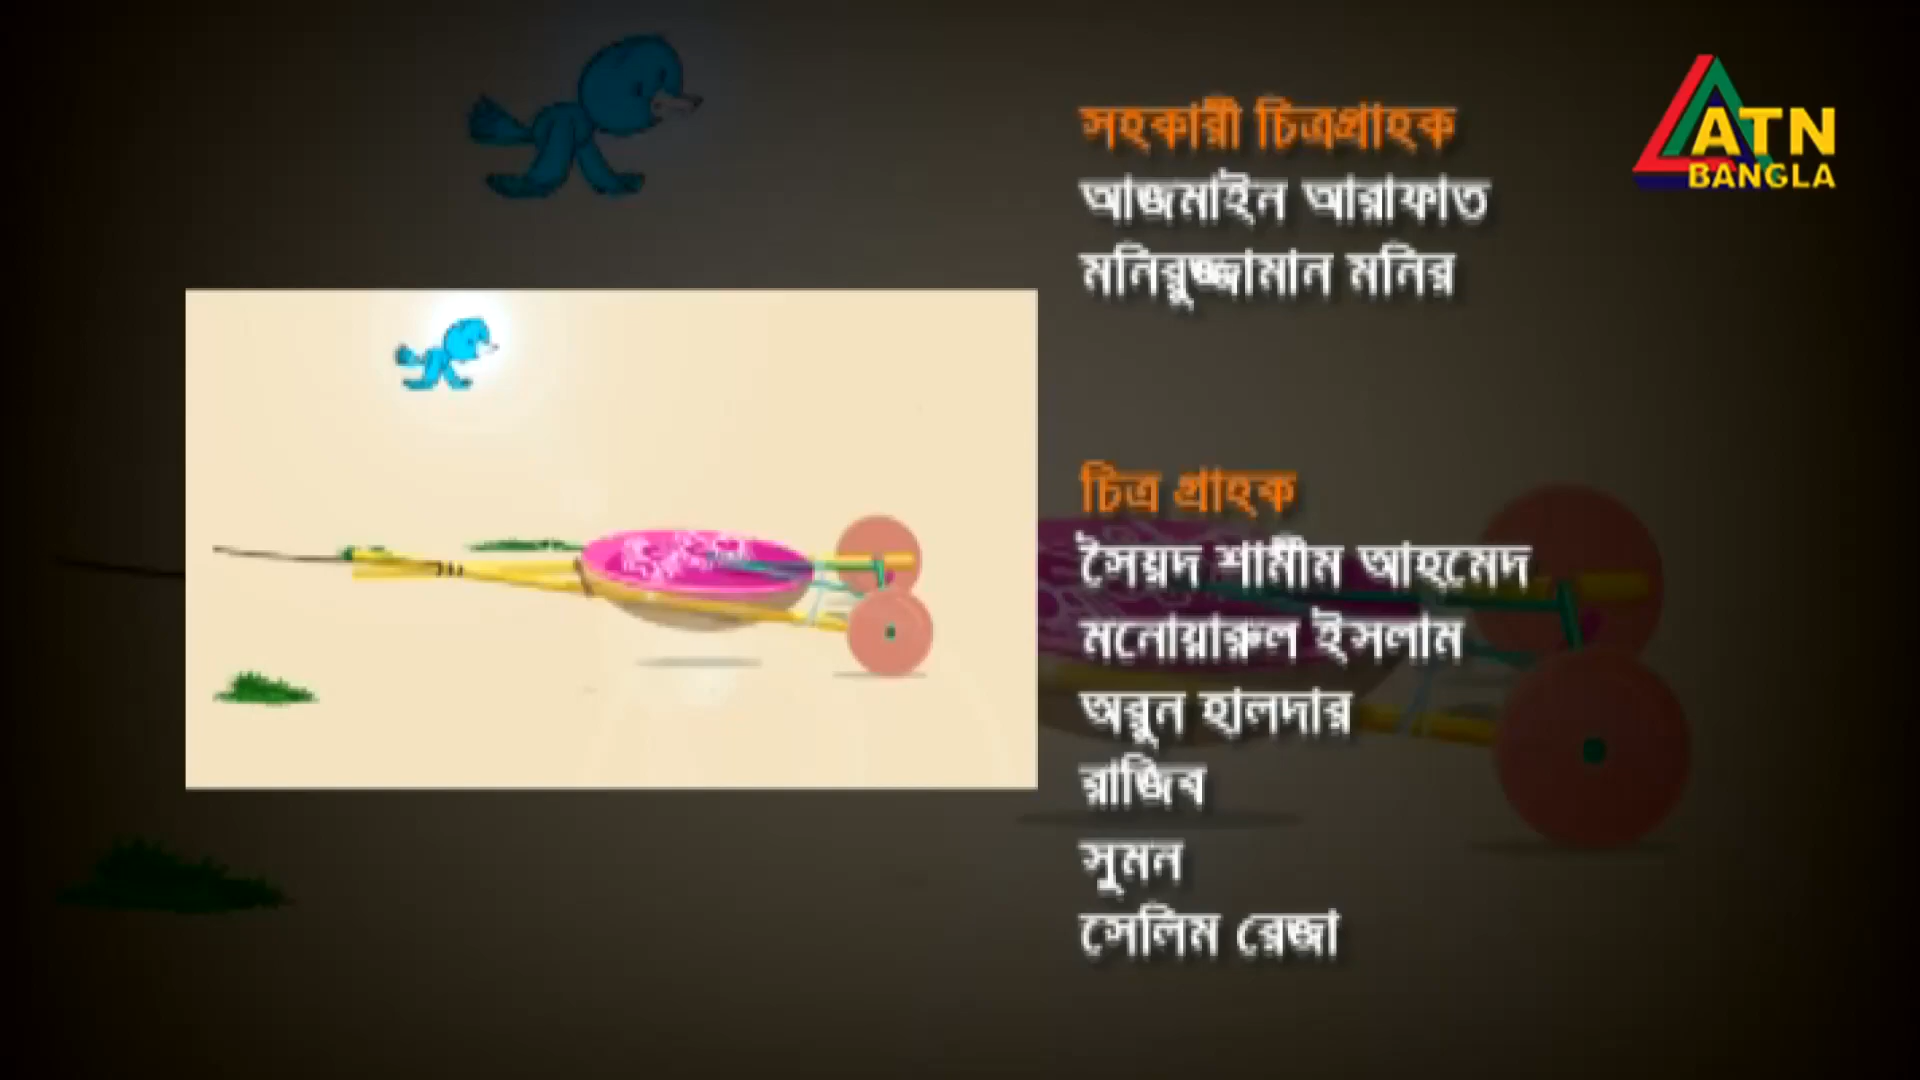 সহকারী চিত্রগ্রাহক
আজমাইন আরাফাত
মনিরুজ্জামান মনির
চিত্র গ্রাহক
সৈয়দ শামীম আহমেদ
মনোয়ারুল ইসলাম
অরুন হালদার
রাজিব
সুমন
সেলিম রেজা
ATN
BANGLA